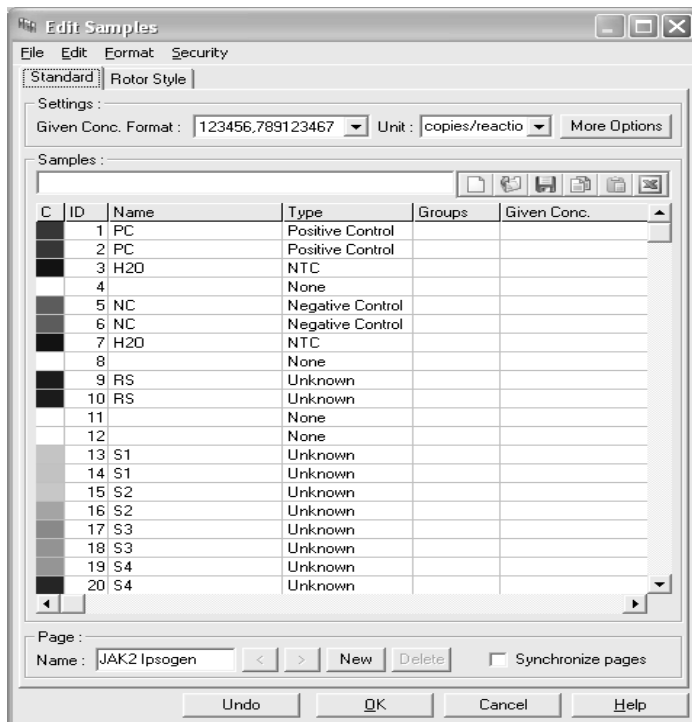 Edit Samples
File Edit Format Security
Standard Rotor Style
Settings :
Given Conc. Format : 123456,789123467 Unit : copies/reactio More Options
Samples :
C ID Name Type Groups Given Conc.
1 PC Positive Control
2 PC Positive Control
3 H2O NTC
4 None
5 NC Negative Control
6 NC Negative Control
7 H2O NTC
8 None
9 RS Unknown
10 RS Unknown
11 None
12 None
13 S1 Unknown
14 S1 Unknown
15 S2 Unknown
16 S2 Unknown
17 S3 Unknown
18 S3 Unknown
19 S4 Unknown
20 S4 Unknown
Page :
Name : JAK2 Ipsogen < > New Delete Synchronize pages
Undo OK Cancel Help